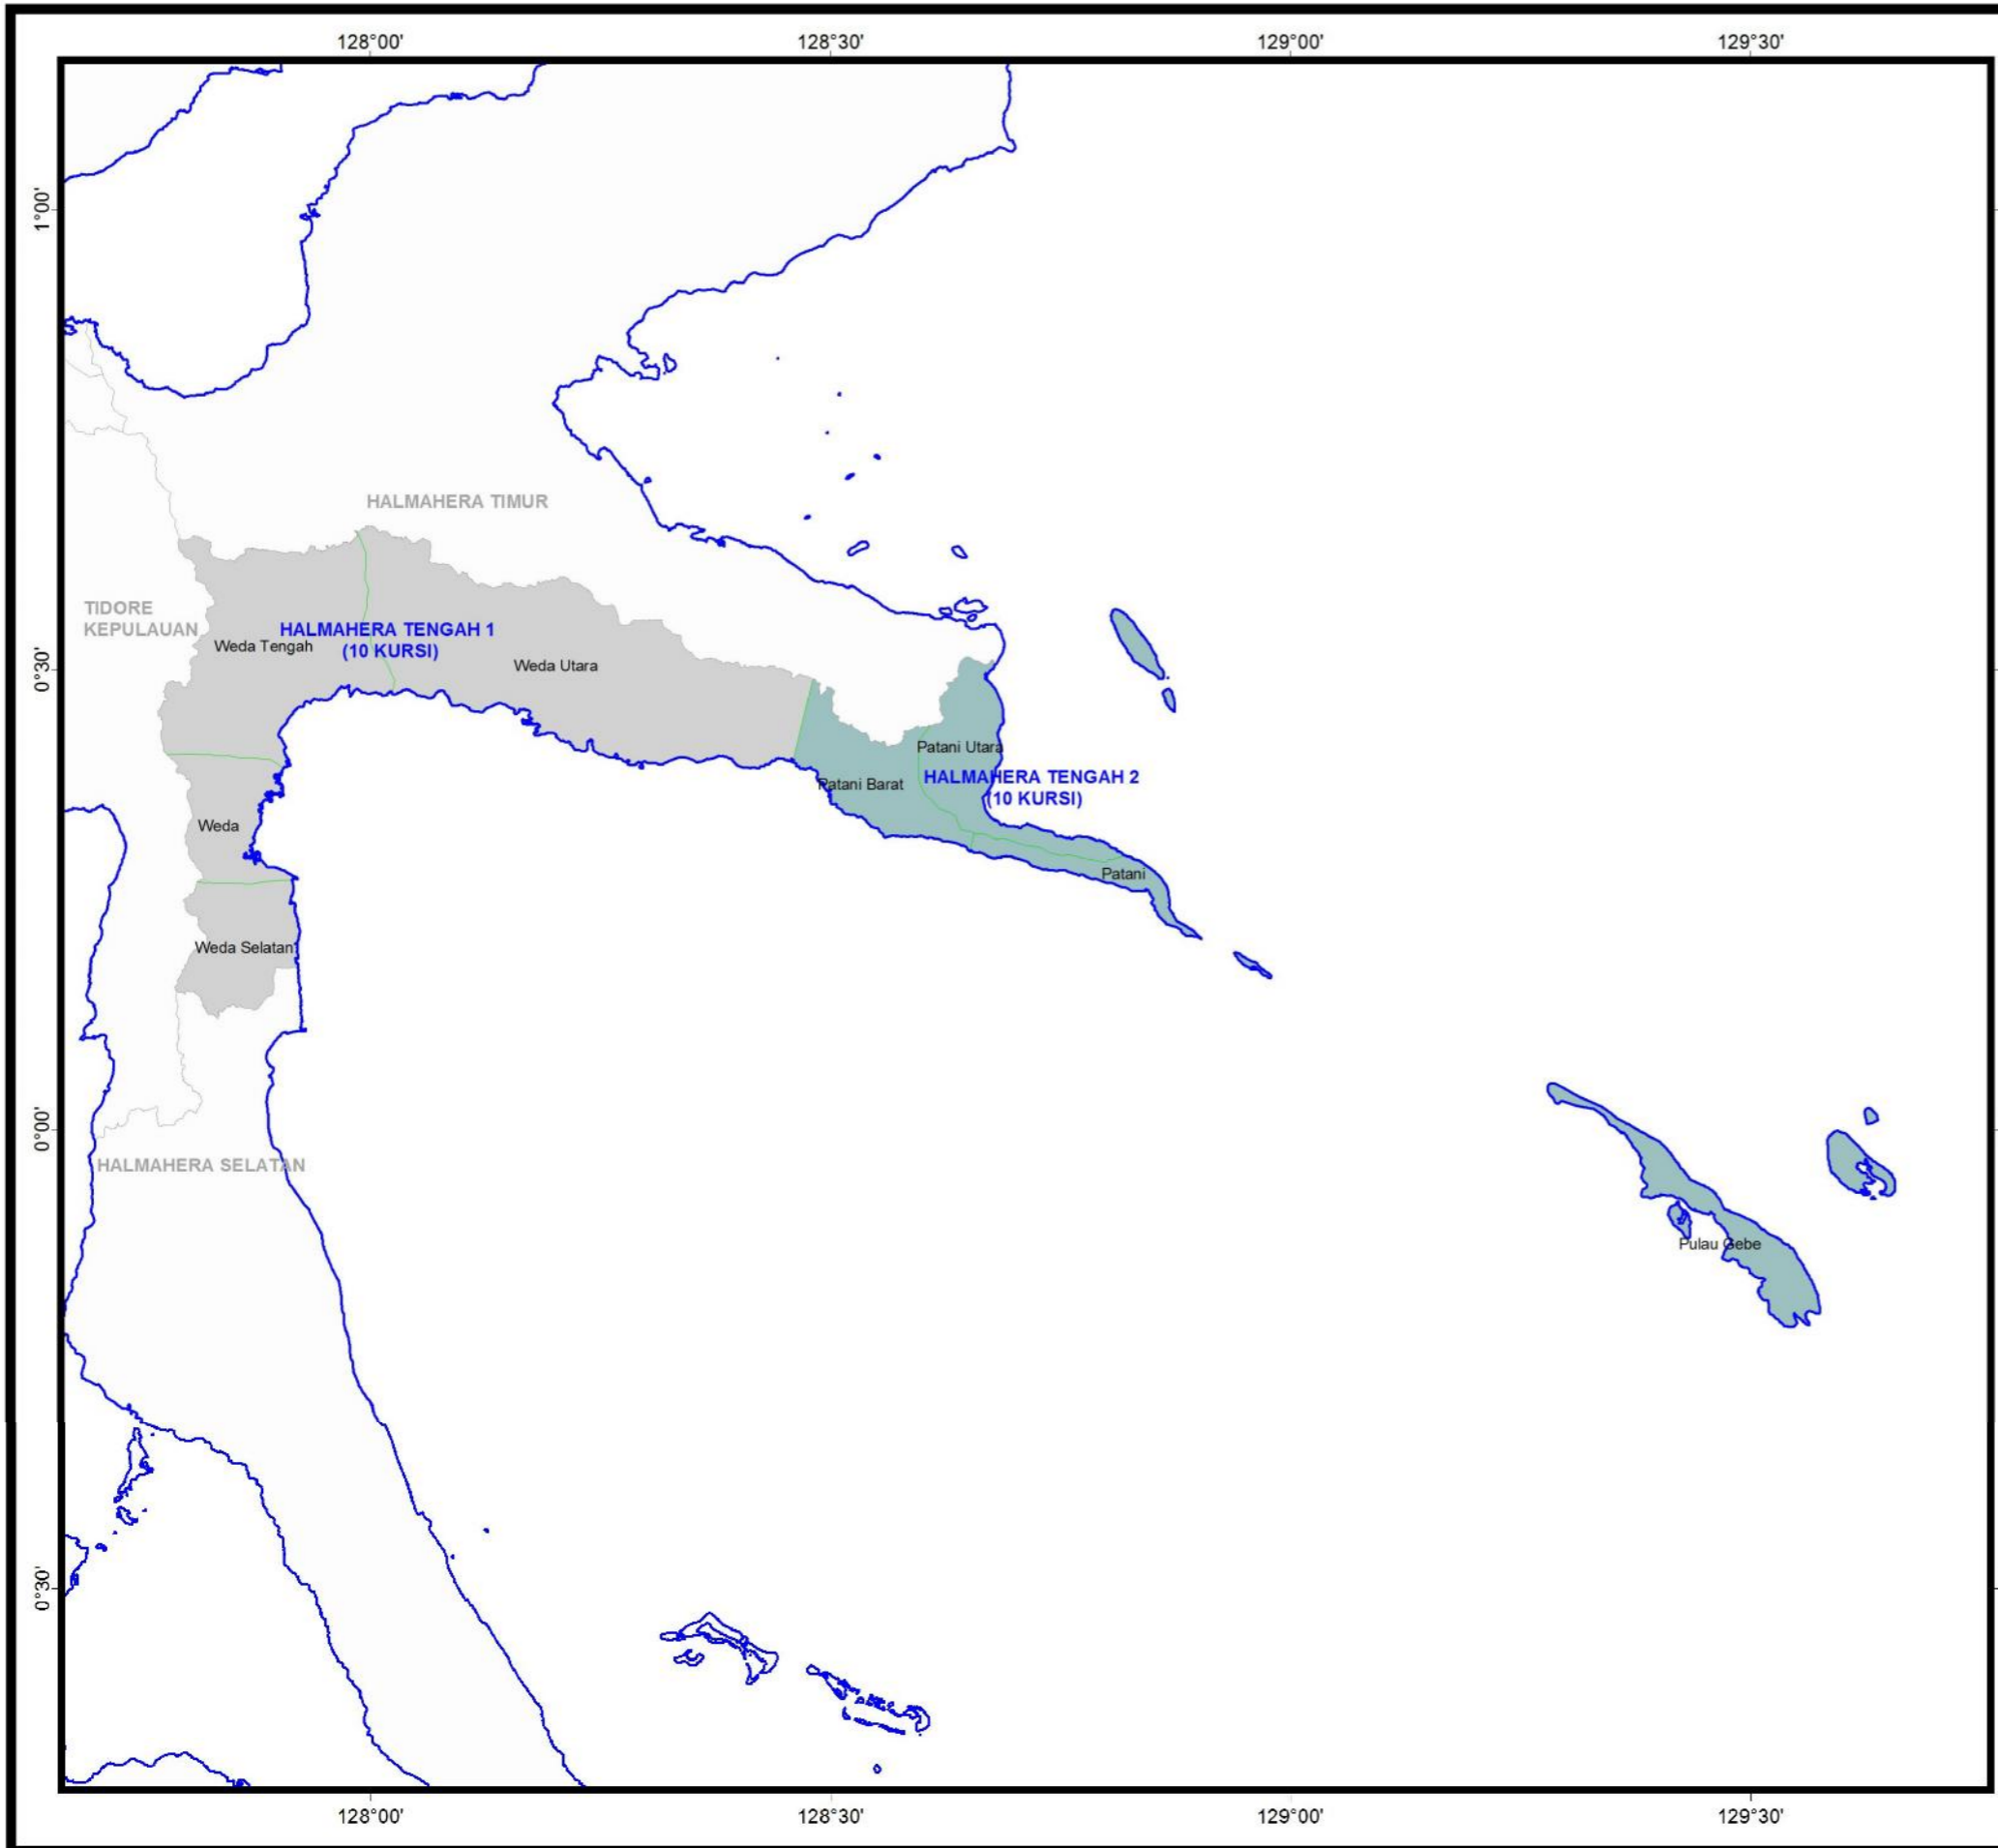 128°00'
128°30'
129°00'
129°30'
1°00'
HALMAHERA TIMUR
TIDORE
KEPULAUAN
HALMAHERA TENGAH 1
(10 KURSI)
Weda Tengah
Weda Utara
0°30'
Patani Utara
HALMAHERA TENGAH 2
(10 KURSI)
Patani Barat
Weda
Patani
Weda Selatan
0°00'
HALMAHERA SELATAN
Pulau Gebe
0°30'
128°00'
128°30'
129°00'
129°30'